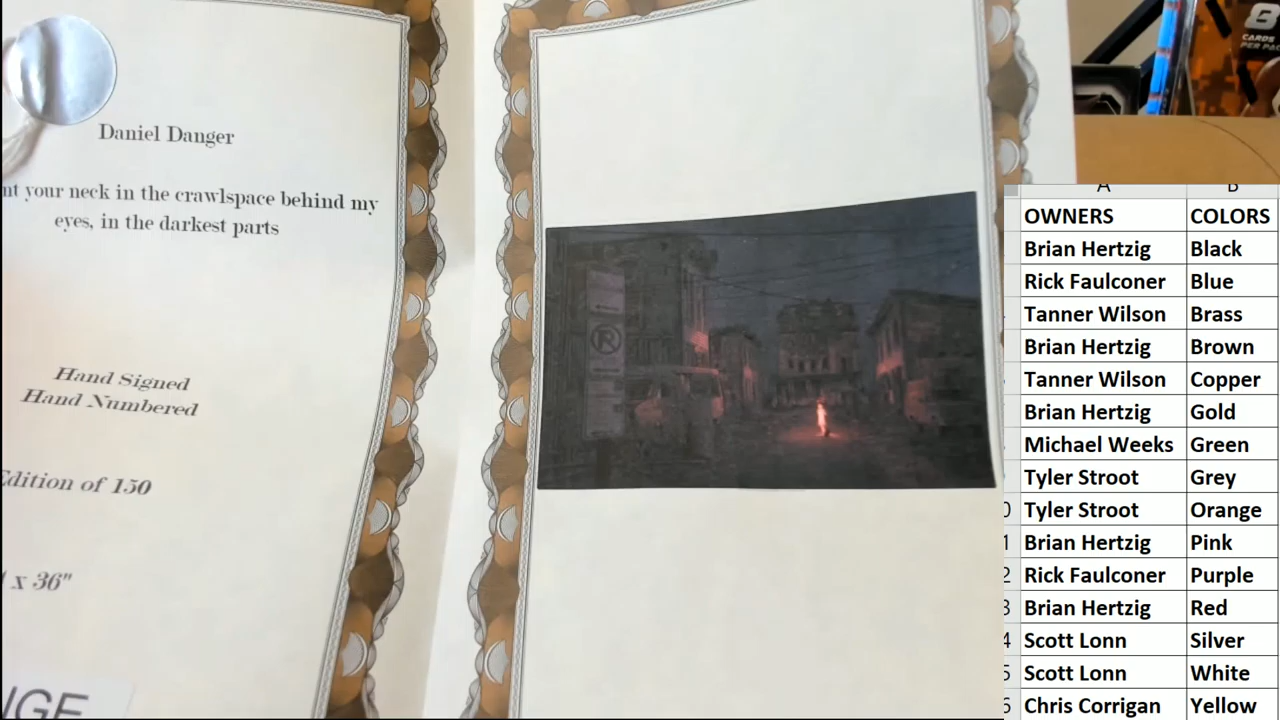 Daniel Danger
your neck in the crawlspace behind my
eyes, in the darkest parts
Hand Signed
Hand Numbered
Edition of 150
x 36"
CARDS
PER PAC
A B
OWNERS COLORS
Brian Hertzig Black
Rick Faulconer Blue
Tanner Wilson Brass
Brian Hertzig Brown
Tanner Wilson Copper
Brian Hertzig Gold
Michael Weeks Green
Tyler Stroot Grey
Tyler Stroot Orange
Brian Hertzig Pink
Rick Faulconer Purple
Brian Hertzig Red
Scott Lonn Silver
Scott Lonn White
Chris Corrigan Yellow